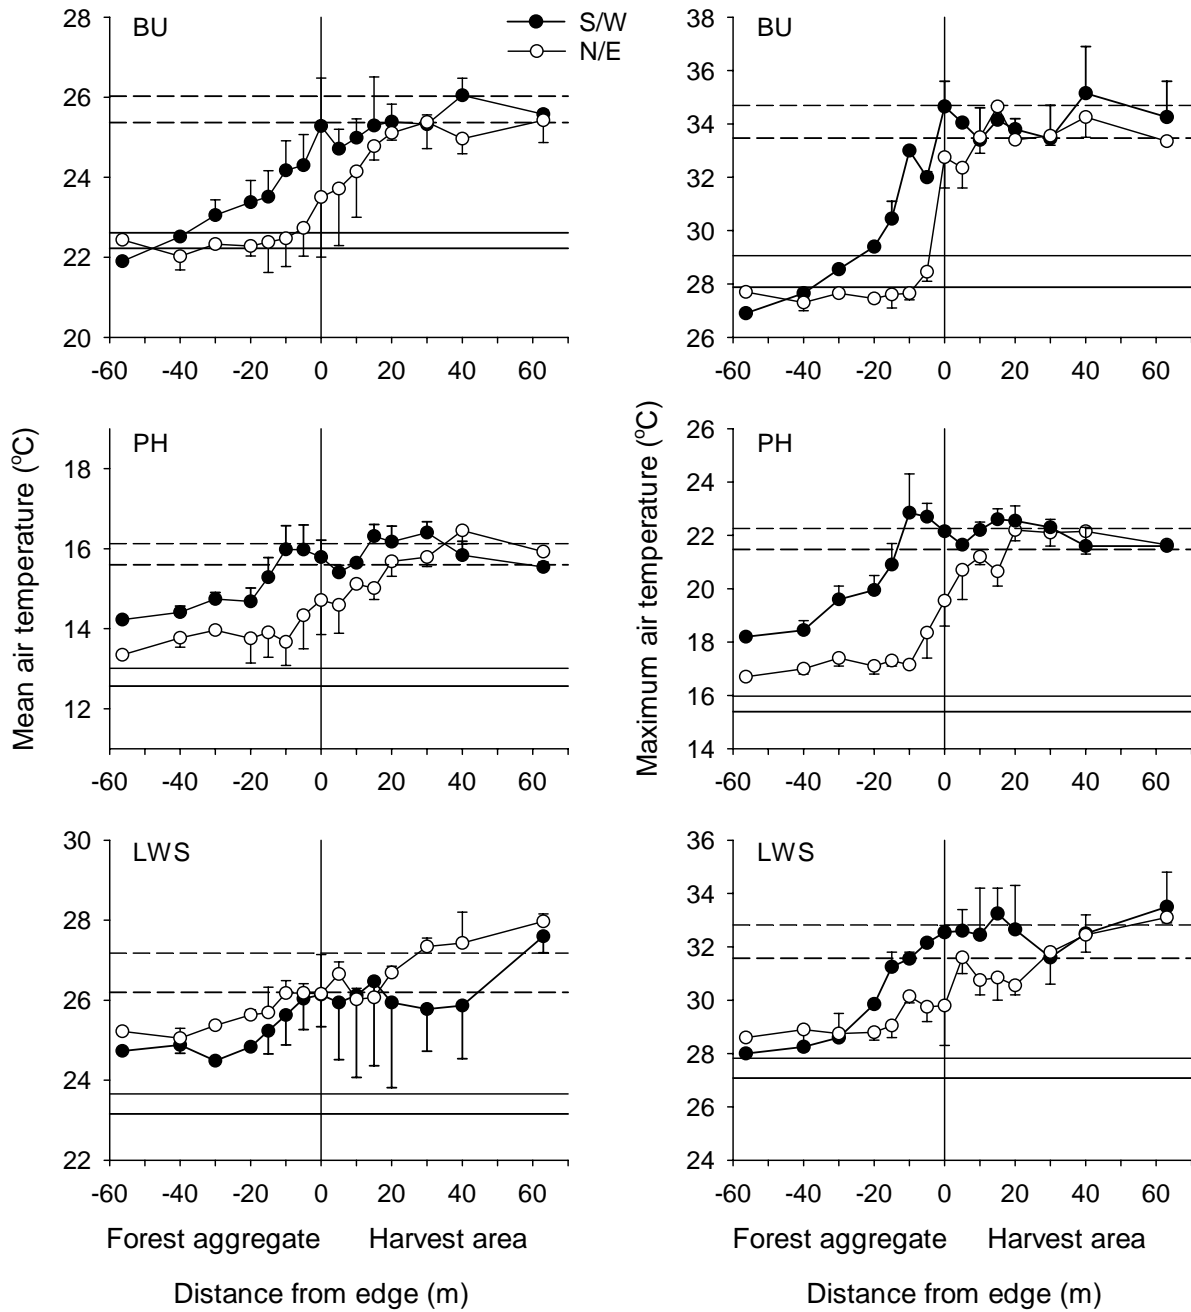 28
26
24
22
20
BU
S/W
N/E
-60 -40 -20 0 20 40 60
38
36
34
32
30
28
26
BU
-60 -40 -20 0 20 40 60
Mean air temperature (ºC)
18
16
14
12
PH
-60 -40 -20 0 20 40 60
Maximum air temperature (ºC)
26
24
22
20
18
16
14
PH
-60 -40 -20 0 20 40 60
30
28
26
24
22
LWS
-60 -40 -20 0 20 40 60
Forest aggregate Harvest area
Distance from edge (m)
36
34
32
30
28
26
24
LWS
-60 -40 -20 0 20 40 60
Forest aggregate Harvest area
Distance from edge (m)